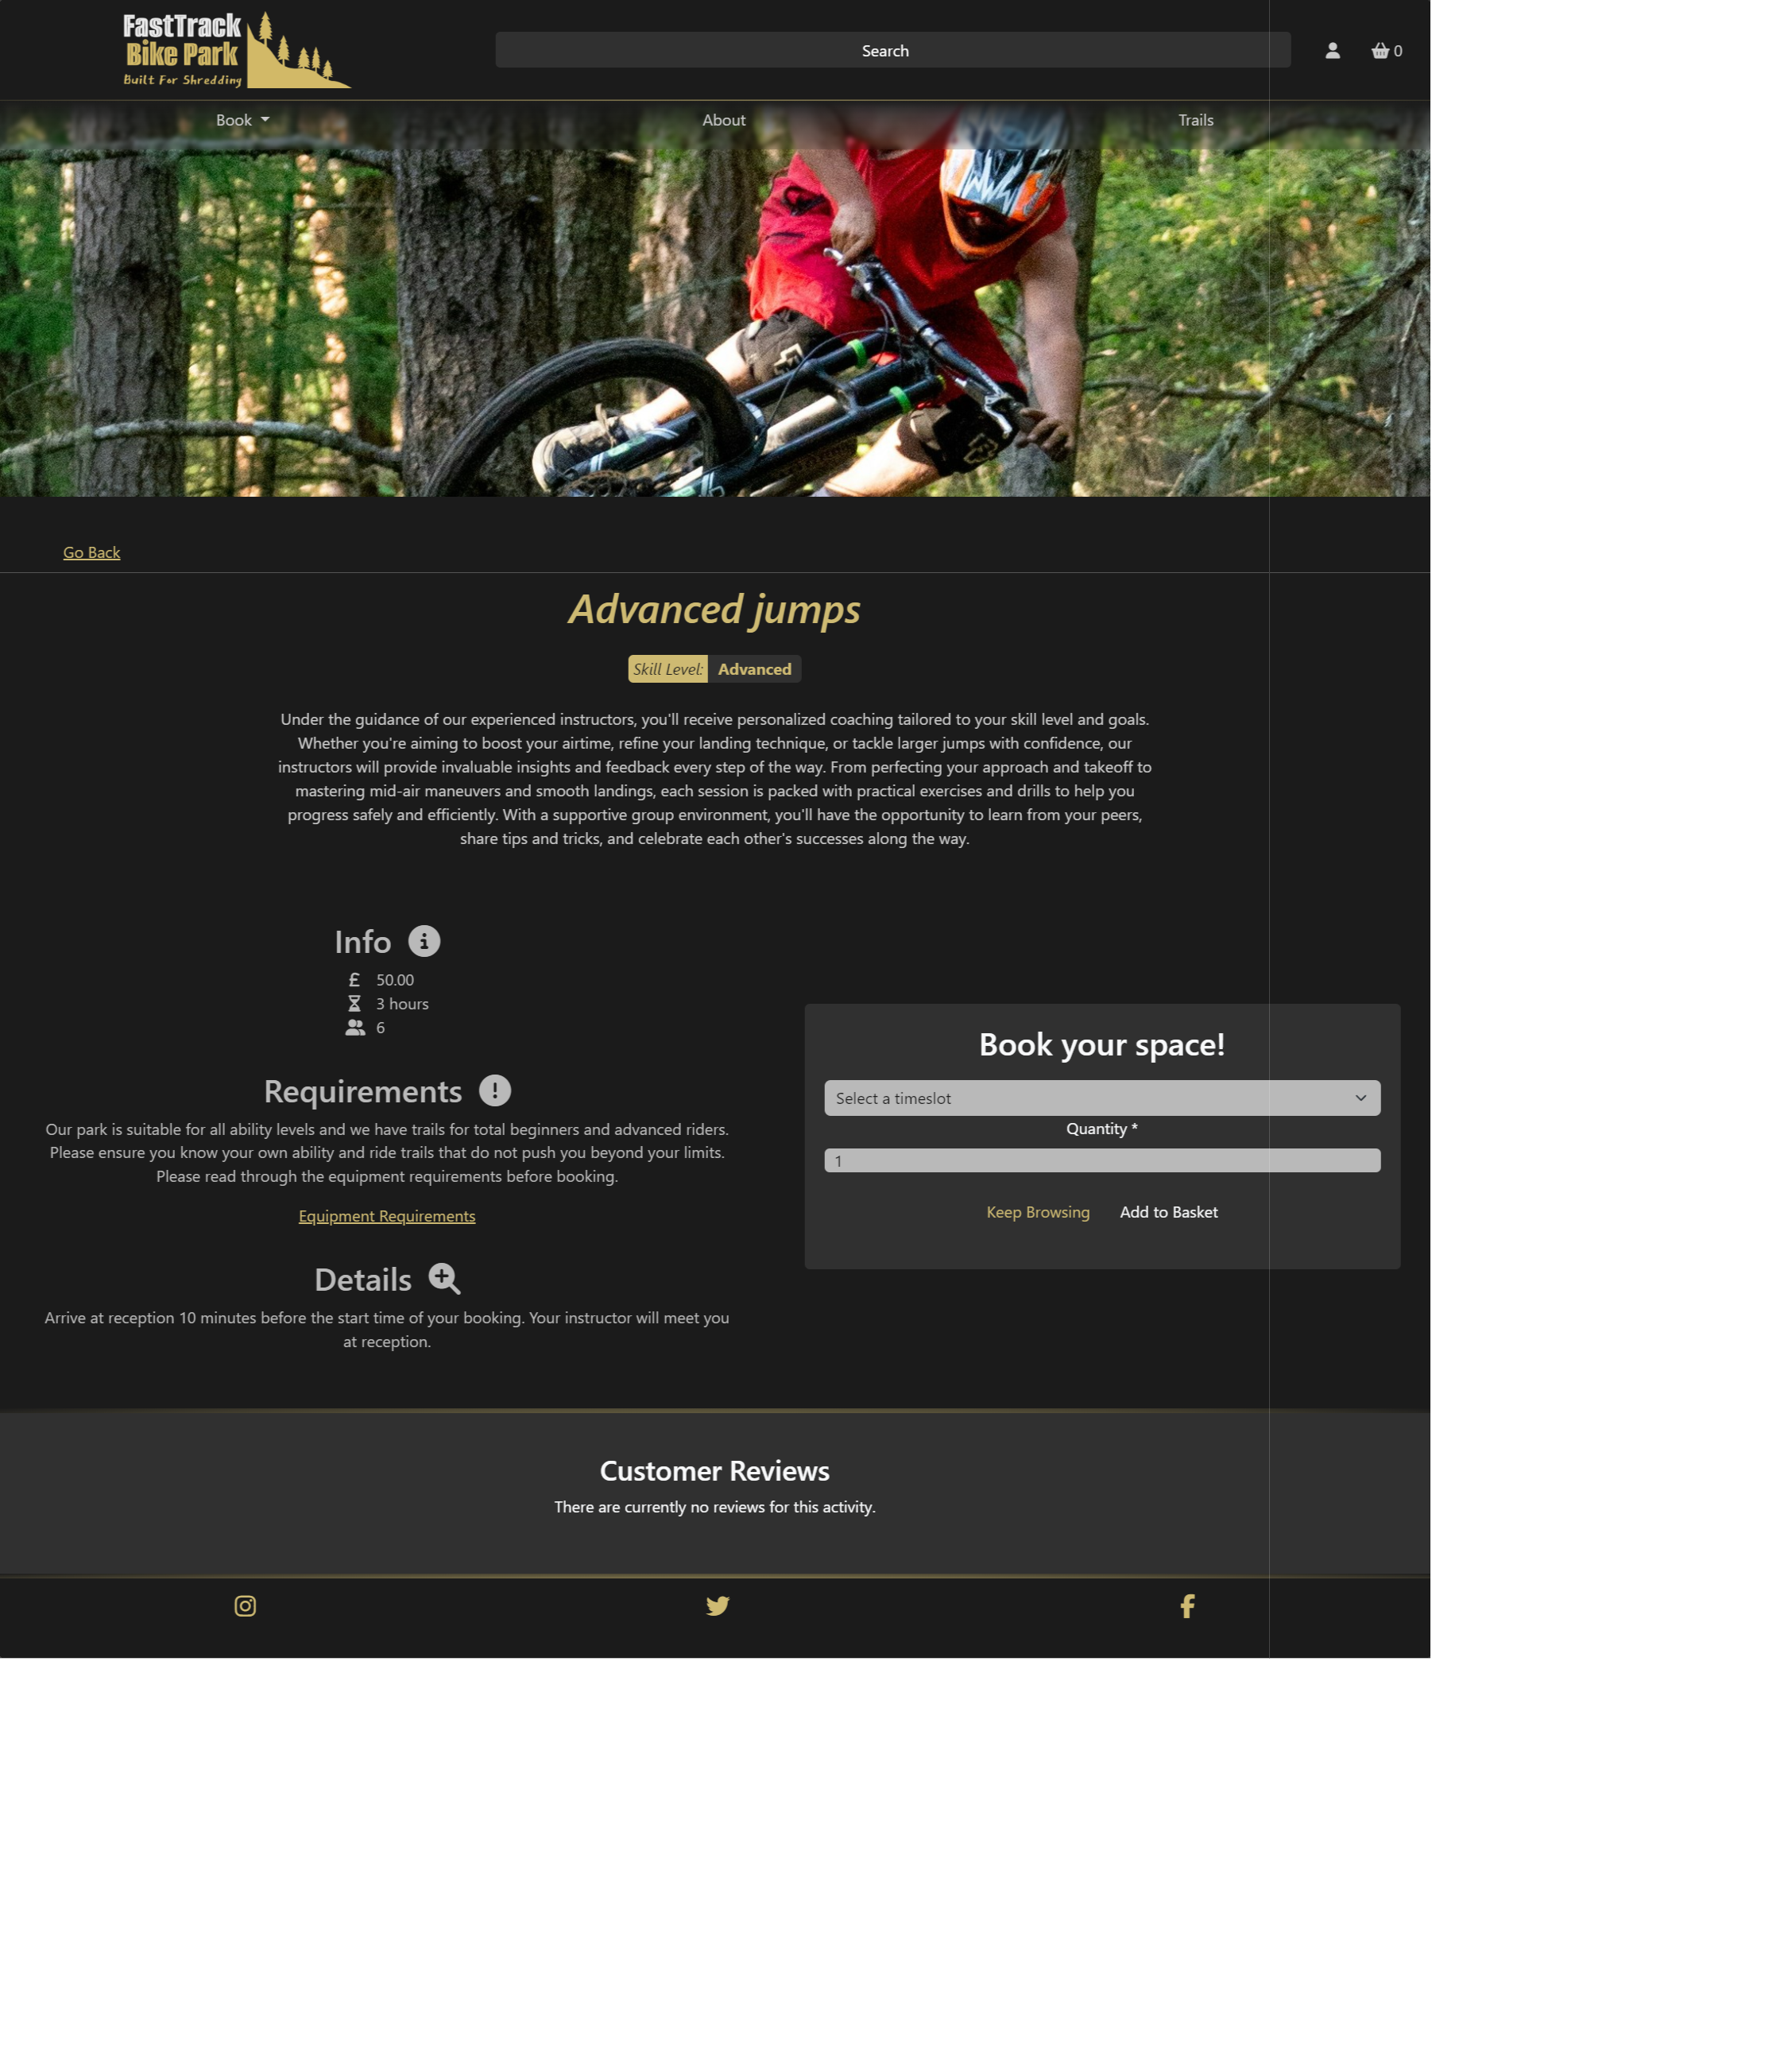 FastTrack
Bike Park
Built For Shredding
Search
0
Book
About
Trails
Go Back
Advanced jumps
Skill Level: Advanced
Under the guidance of our experienced instructors, you'll receive personalized coaching tailored to your skill level and goals.
Whether you're aiming to boost your airtime, refine your landing technique, or tackle larger jumps with confidence, our
instructors will provide invaluable insights and feedback every step of the way. From perfecting your approach and takeoff to
mastering mid-air maneuvers and smooth landings, each session is packed with practical exercises and drills to help you
progress safely and efficiently. With a supportive group environment, you'll have the opportunity to learn from your peers,
share tips and tricks, and celebrate each other's successes along the way.
Info
£ 50.00
3 hours
6
Requirements
Our park is suitable for all ability levels and we have trails for total beginners and advanced riders.
Please ensure you know your own ability and ride trails that do not push you beyond your limits.
Please read through the equipment requirements before booking.
Equipment Requirements
Details
Arrive at reception 10 minutes before the start time of your booking. Your instructor will meet you
at reception.
Book your space!
Select a timeslot
Quantity *
1
Keep Browsing
Add to Basket
Customer Reviews
There are currently no reviews for this activity.